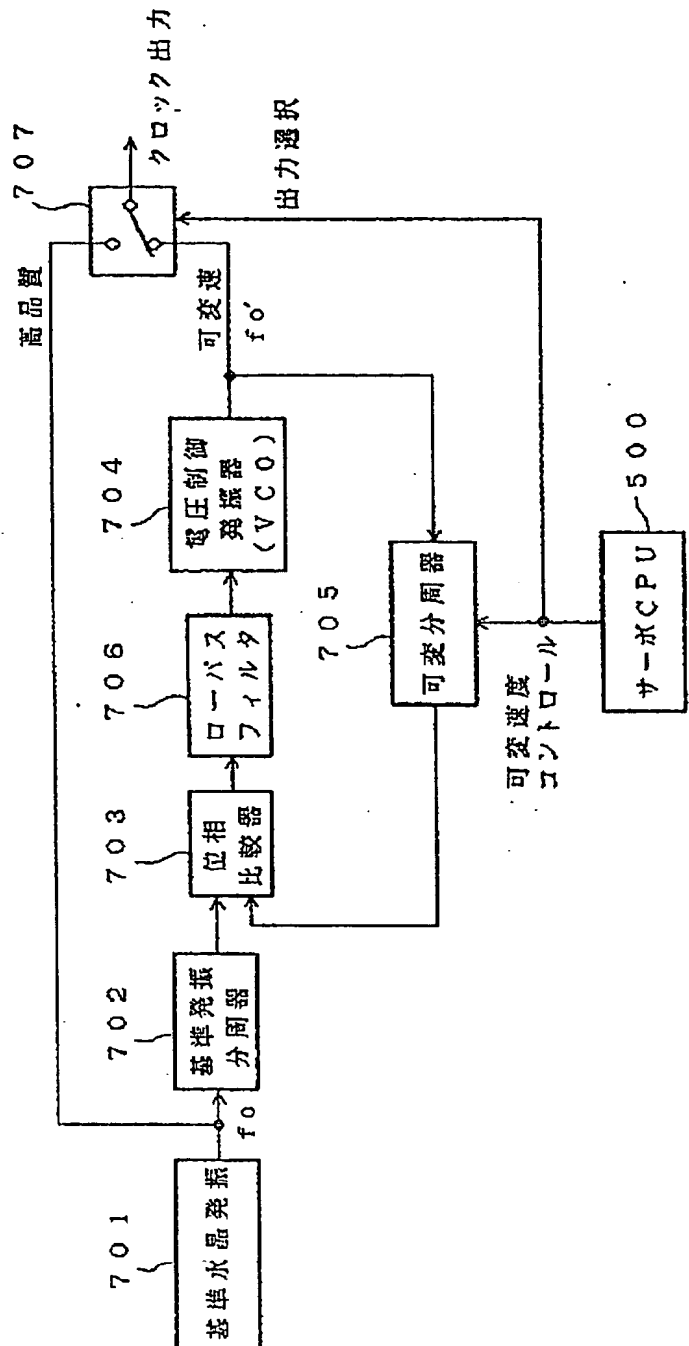 701
基準水晶発振
fo
702
基準発振
分周器
703
位相
比較器
706
ローパス
フィルタ
704
電圧制御
発振器
(VCO)
高品質
可変速
fo'
707
クロック出力
出力選択
705
可変分周器
可変速度
コントロール
サーボCPU
500